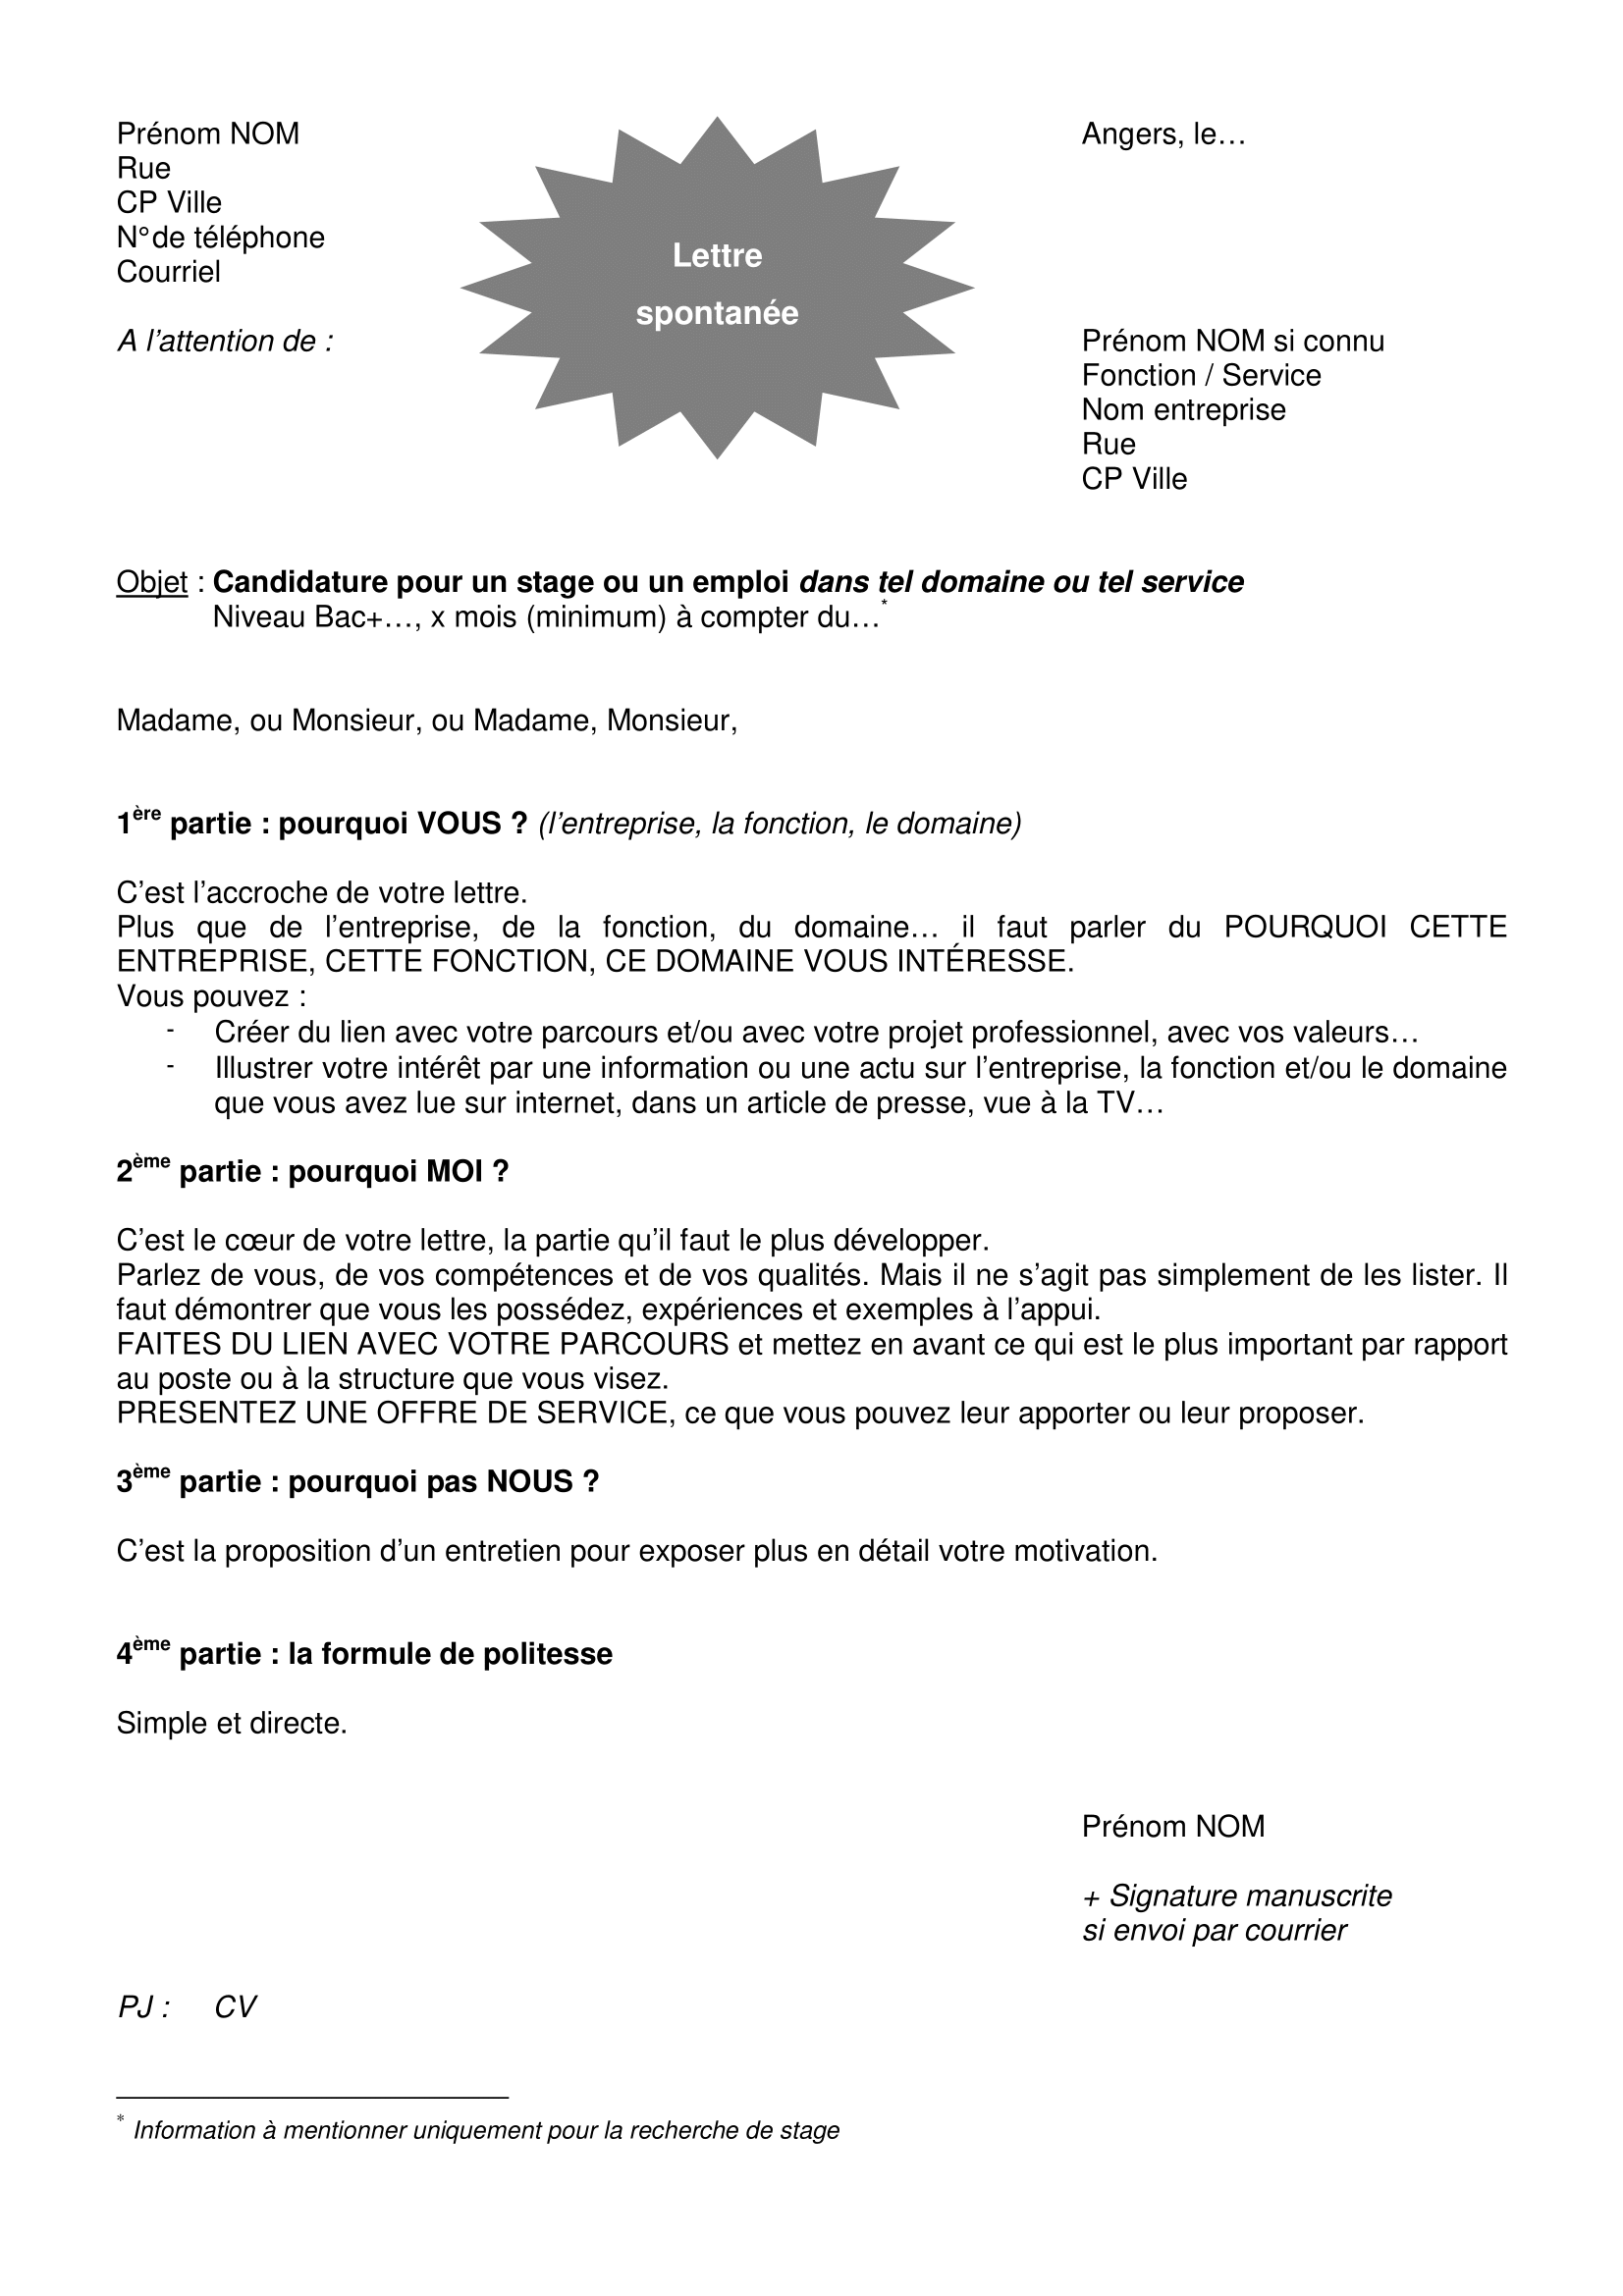 Prénom NOM
Rue
CP Ville
N° de téléphone
Courriel
Angers, le…
Lettre
spontanée
A l’attention de :
Prénom NOM si connu
Fonction / Service
Nom entreprise
Rue
CP Ville
Objet : Candidature pour un stage ou un emploi dans tel domaine ou tel service
Niveau Bac+…, x mois (minimum) à compter du…*
Madame, ou Monsieur, ou Madame, Monsieur,
1ère partie : pourquoi VOUS ? (l’entreprise, la fonction, le domaine)
C’est l’accroche de votre lettre.
Plus que de l’entreprise, de la fonction, du domaine… il faut parler du POURQUOI CETTE
ENTREPRISE, CETTE FONCTION, CE DOMAINE VOUS INTÉRESSE.
Vous pouvez :
- Créer du lien avec votre parcours et/ou avec votre projet professionnel, avec vos valeurs…
- Illustrer votre intérêt par une information ou une actu sur l’entreprise, la fonction et/ou le domaine
que vous avez lue sur internet, dans un article de presse, vue à la TV…
2ème partie : pourquoi MOI ?
C’est le cœur de votre lettre, la partie qu’il faut le plus développer.
Parlez de vous, de vos compétences et de vos qualités. Mais il ne s’agit pas simplement de les lister. Il
faut démontrer que vous les possédez, expériences et exemples à l’appui.
FAITES DU LIEN AVEC VOTRE PARCOURS et mettez en avant ce qui est le plus important par rapport
au poste ou à la structure que vous visez.
PRESENTEZ UNE OFFRE DE SERVICE, ce que vous pouvez leur apporter ou leur proposer.
3ème partie : pourquoi pas NOUS ?
C’est la proposition d’un entretien pour exposer plus en détail votre motivation.
4ème partie : la formule de politesse
Simple et directe.
Prénom NOM
+ Signature manuscrite
si envoi par courrier
PJ : CV
* Information à mentionner uniquement pour la recherche de stage